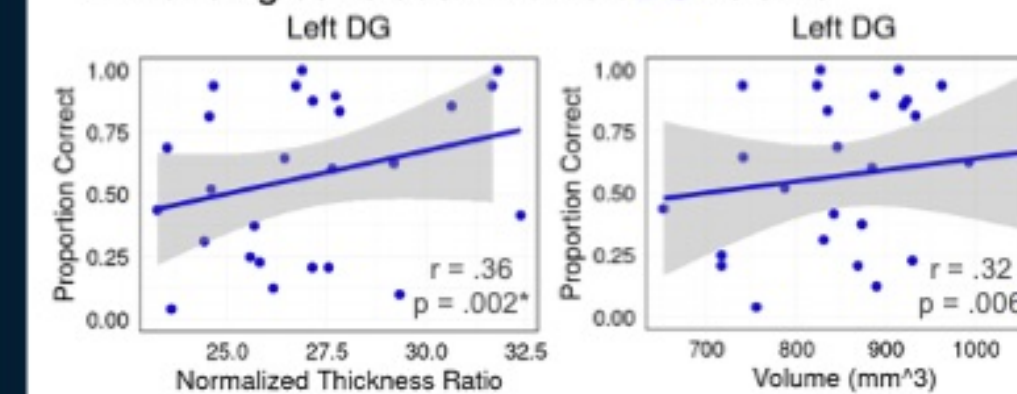 Left DG
Proportion Correct
1.00
0.75
0.50
0.25
0.00
r = .36
p = .002*
25.0 27.5 30.0 32.5
Normalized Thickness Ratio
Left DG
Proportion Correct
1.00
0.75
0.50
0.25
0.00
r = .32
p = .006
700 800 900 1000
Volume (mm^3)